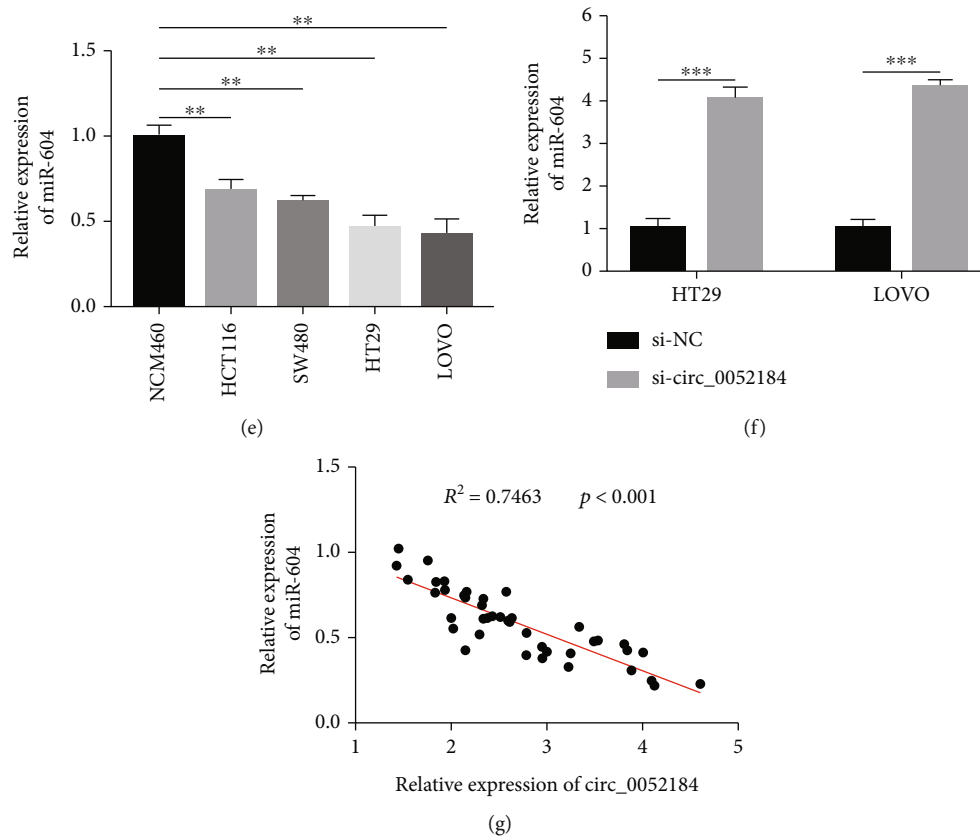 Relative expression
of miR-604
1.5
1.0
0.5
0.0
**
**
**
**
NCM460
HCT116
SW480
HT29
LOVO
(e)
Relative expression
of miR-604
6
5
4
3
2
1
0
***
***
HT29
LOVO
si-NC
si-circ_0052184
(f)
Relative expression
of miR-604
1.5
1.0
0.5
0.0
R² = 0.7463 p < 0.001
1 2 3 4 5
Relative expression of circ_0052184
(g)